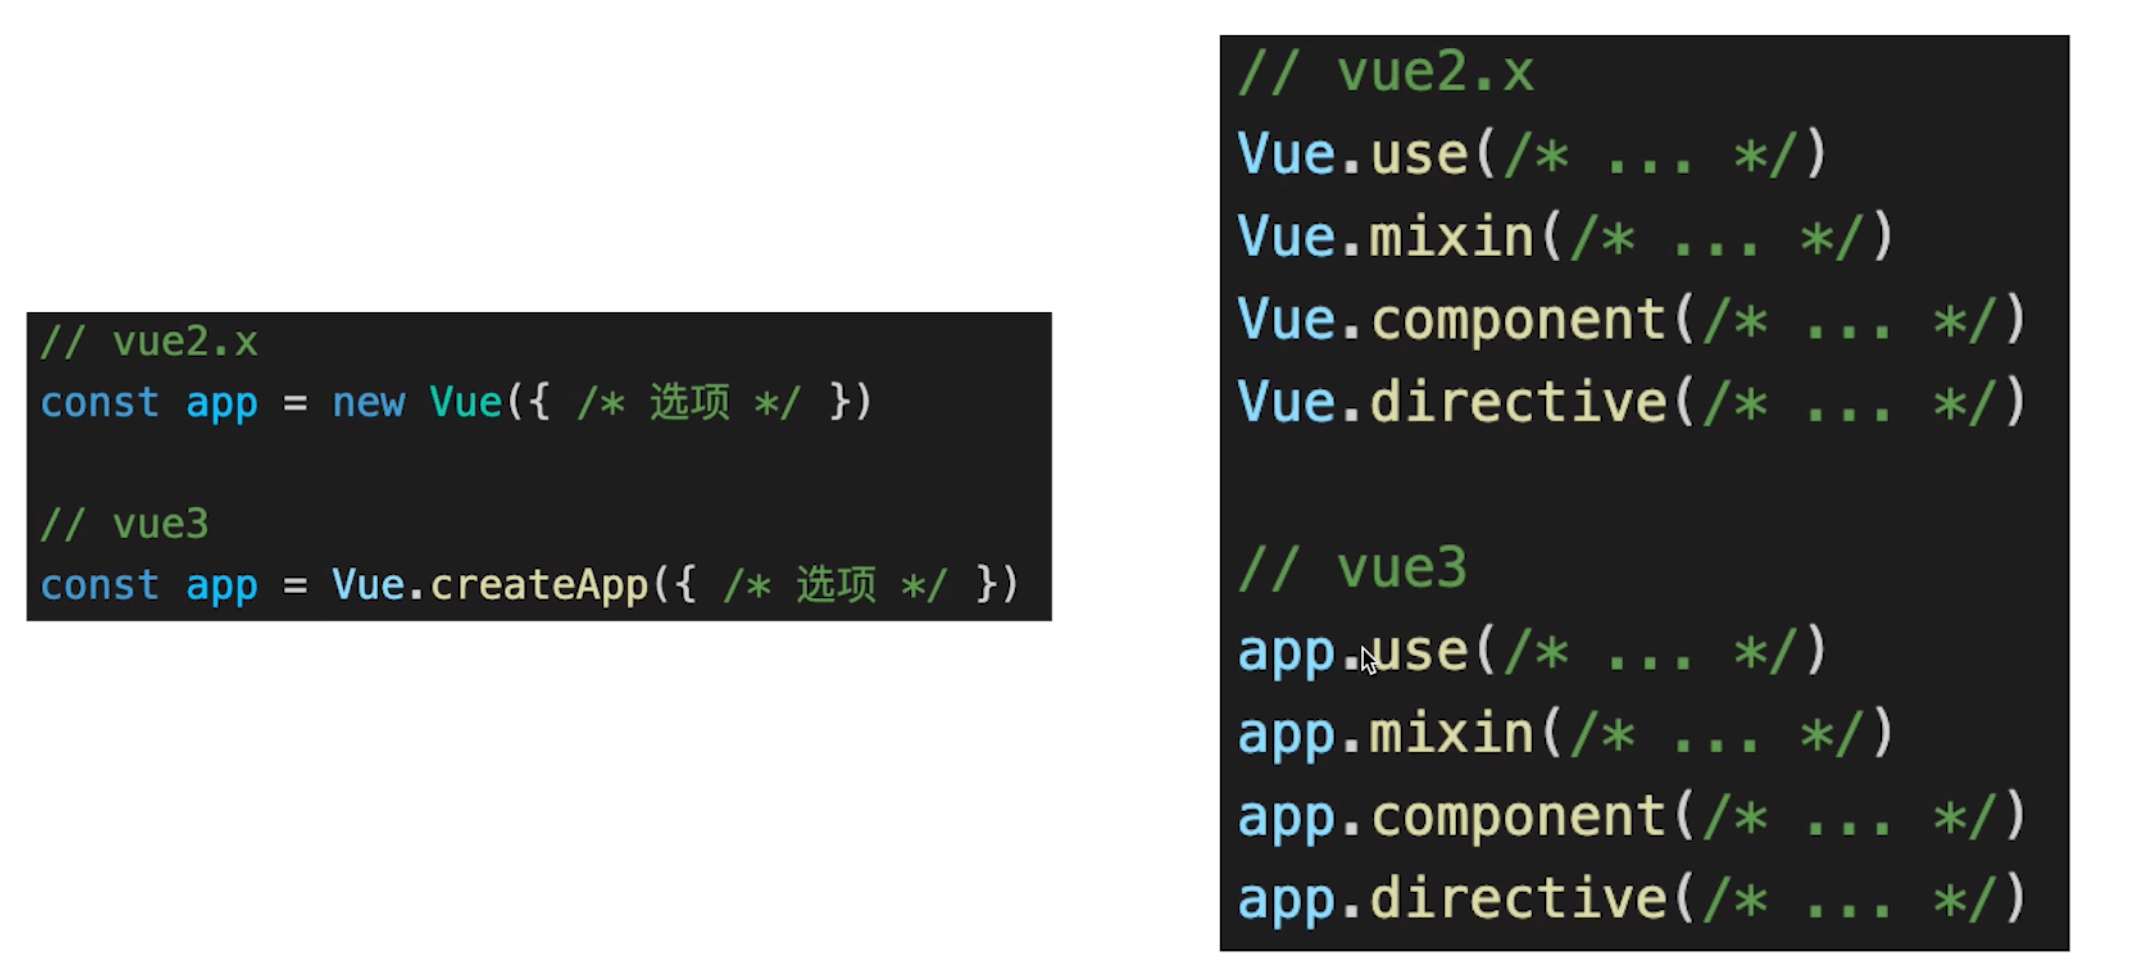 // vue2.x
const app = new Vue({ /* 选项 */ })
// vue3
const app = Vue.createApp({ /* 选项 */ })
// vue2.x
Vue.use(/* ... */)
Vue.mixin(/* ... */)
Vue.component(/* ... */)
Vue.directive(/* ... */)
// vue3
app.use(/* ... */)
app.mixin(/* ... */)
app.component(/* ... */)
app.directive(/* ... */)